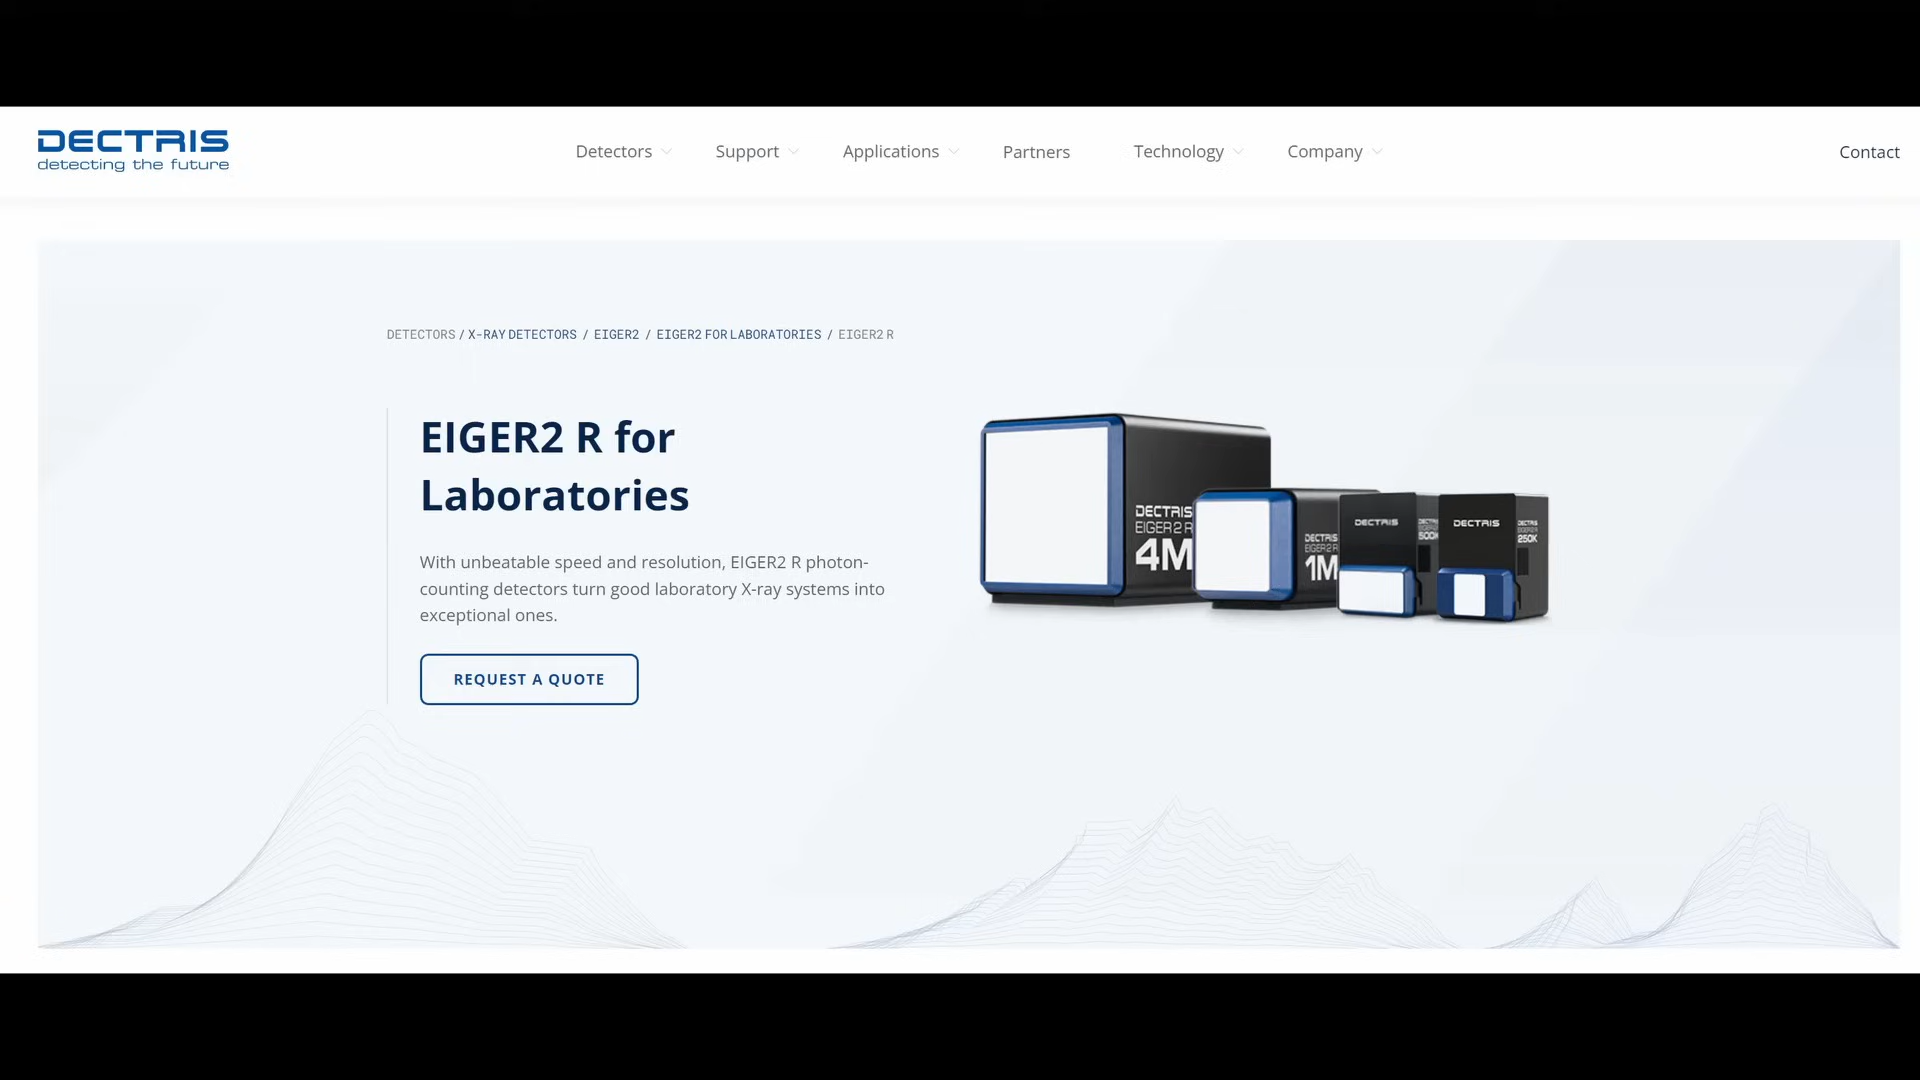 DECTRIS
detecting the future
Detectors
Support
Applications
Partners
Technology
Company
Contact
DETECTORS / X-RAY DETECTORS / EIGER2 / EIGER2 FOR LABORATORIES / EIGER2 R
EIGER2 R for
Laboratories
With unbeatable speed and resolution, EIGER2 R photon-
counting detectors turn good laboratory X-ray systems into
exceptional ones.
REQUEST A QUOTE
DECTRIS
EIGER2 R
4M
DECTRIS
EIGER2 R
1M
DECTRIS
DECTRIS
EIGER2 R
500K
DECTRIS
DECTRIS
EIGER2 R
250K